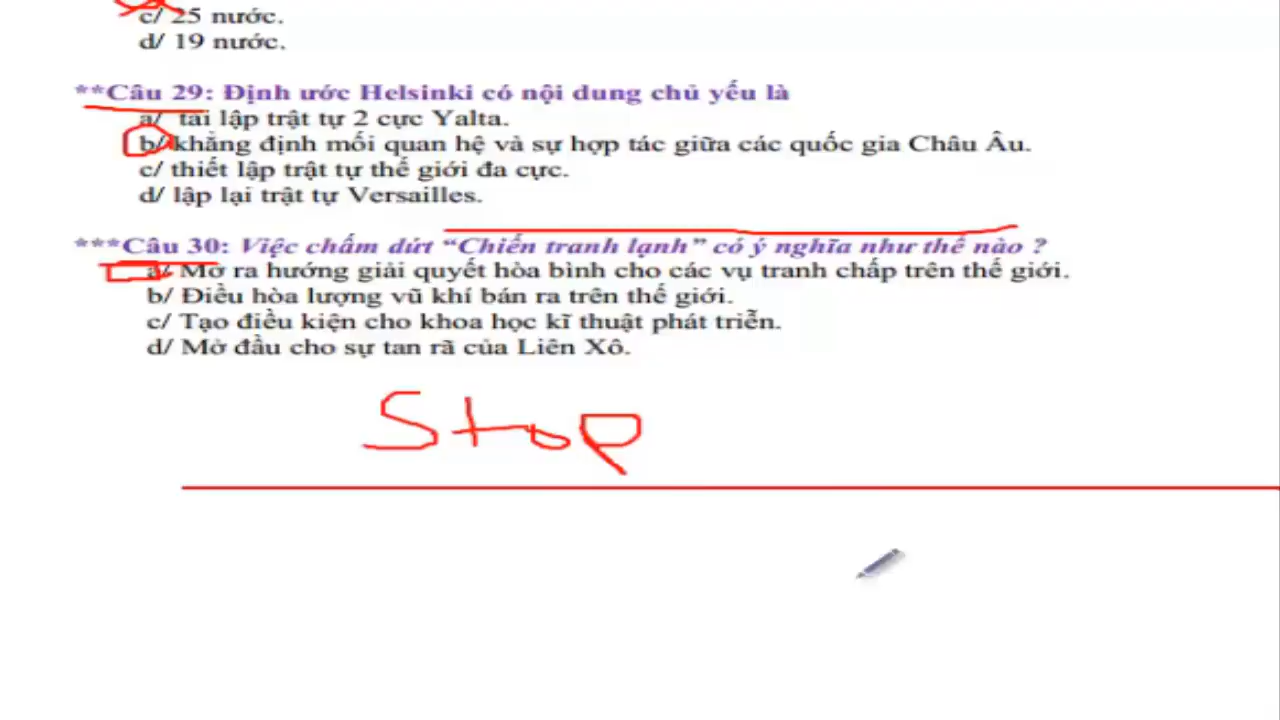 c/ 25 nước.
d/ 19 nước.
**Câu 29: Định ước Helsinki có nội dung chủ yếu là
a/ tái lập trật tự 2 cực Yalta.
b/ khẳng định mối quan hệ và sự hợp tác giữa các quốc gia Châu Âu.
c/ thiết lập trật tự thế giới đa cực.
d/ lập lại trật tự Versailles.
***Câu 30: Việc chấm dứt “Chiến tranh lạnh” có ý nghĩa như thế nào ?
a/ Mở ra hướng giải quyết hòa bình cho các vụ tranh chấp trên thế giới.
b/ Điều hòa lượng vũ khí bán ra trên thế giới.
c/ Tạo điều kiện cho khoa học kĩ thuật phát triển.
d/ Mở đầu cho sự tan rã của Liên Xô.
Stop